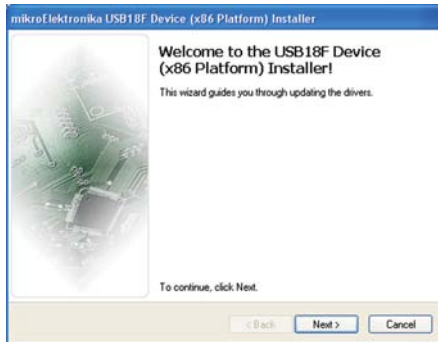 mikroElektronika USB18F Device (x86 Platform) Installer
Welcome to the USB18F Device
(x86 Platform) Installer!
This wizard guides you through updating the drivers.
To continue, click Next.
< Back
Next >
Cancel